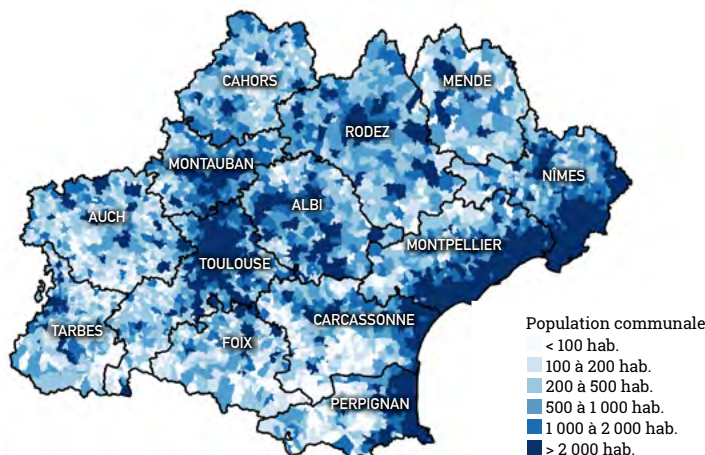 CAHORS
MENDE
RODEZ
MONTAUBAN
NÎMES
ALBI
AUCH
MONTPELLIER
TOULOUSE
CARCASSONNE
TARBES
FOIX
PERPIGNAN
Population communale
< 100 hab.
100 à 200 hab.
200 à 500 hab.
500 à 1 000 hab.
1 000 à 2 000 hab.
> 2 000 hab.